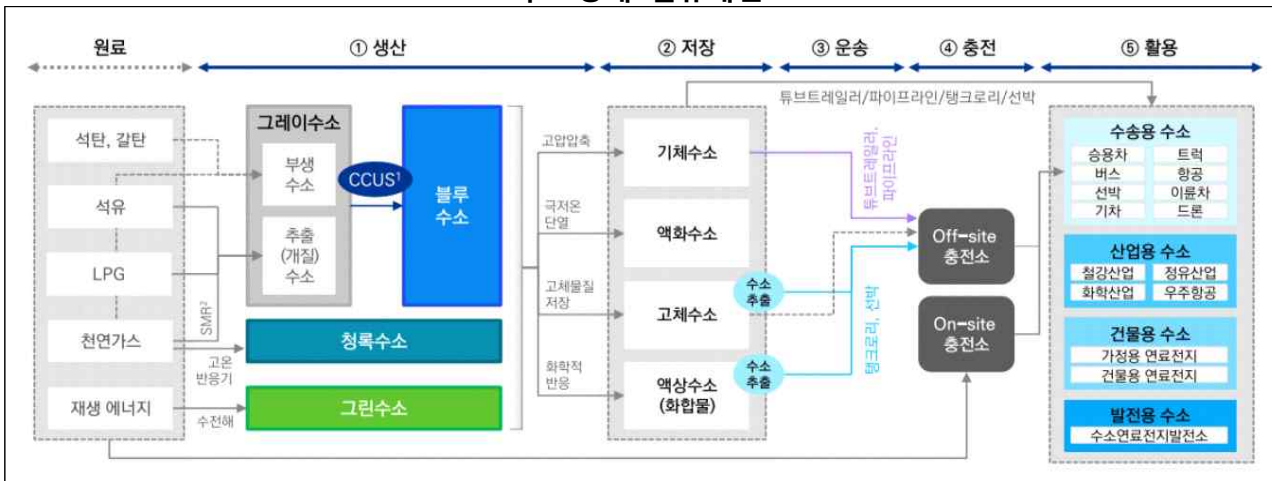 원료
① 생산
② 저장
③ 운송
④ 충전
⑤ 활용
튜브트레일러/파이프라인/탱크로리/선박
석탄, 갈탄
석유
LPG
천연가스
재생 에너지
SMR²
고온
반응기
수전해
그레이수소
부생
수소
추출
(개질)
수소
CCUS¹
블루
수소
청록수소
그린수소
고압압축
극저온
단열
고체물질
저장
화학적
반응
기체수소
액화수소
고체수소
액상수소
(화합물)
수소
추출
수소
추출
튜브트레일러,
파이프라인
탱크로리, 선박
Off-site
충전소
On-site
충전소
수송용 수소
승용차
트럭
버스
항공
선박
이륜차
기차
드론
산업용 수소
철강산업
정유산업
화학산업
우주항공
건물용 수소
가정용 연료전지
건물용 연료전지
발전용 수소
수소연료전지발전소